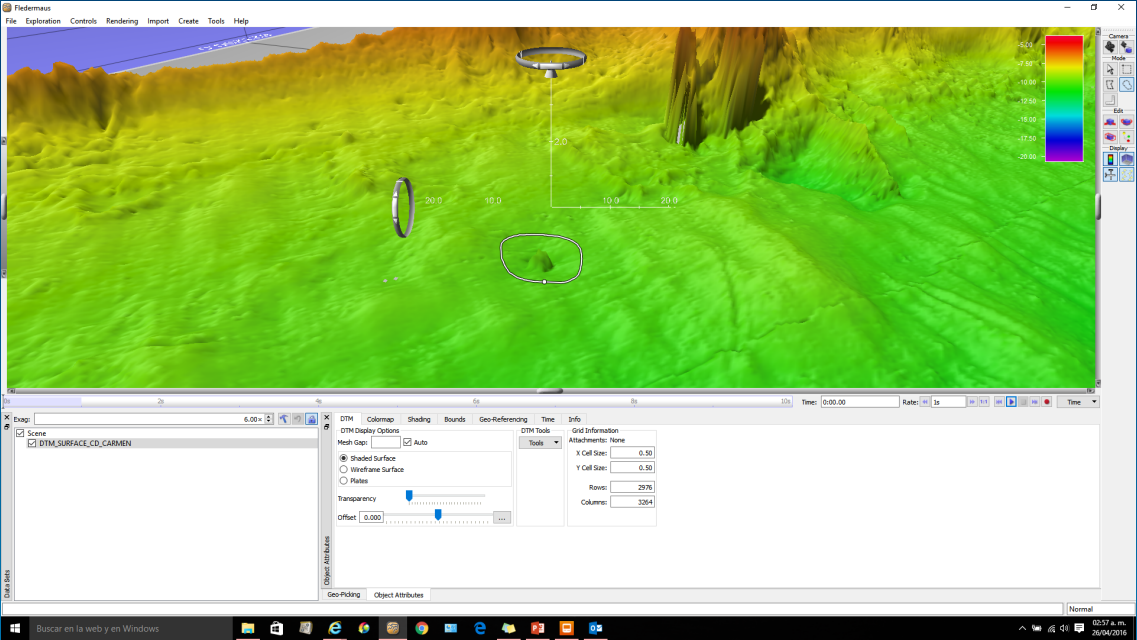 Fledermaus
File Exploration Controls Rendering Import Create Tools Help
Camera
Mode
Edit
Display
-5.00
-7.50
-10.00
-12.50
-15.00
-17.50
-20.00
2.0
20.0 10.0 10.0 20.0
0s 2s 4s 6s 8s 10s Time: 0:00.00 Rate: 1s 1:1 Time
Exag: 6.00x
Scene
DTM_SURFACE_CD_CARMEN
Data Sets
DTM Colormap Shading Bounds Geo-Referencing Time Info
DTM Display Options DTM Tools Grid Information
Mesh Gap: Auto Tools Attachments: None
Shaded Surface X Cell Size: 0.50
Wireframe Surface Y Cell Size: 0.50
Plates Rows: 2976
Transparency Columns: 3264
Offset 0.000 ...
Object Attributes
Geo-Picking Object Attributes
Normal
Buscar en la web y en Windows
02:57 a. m.
26/04/2016